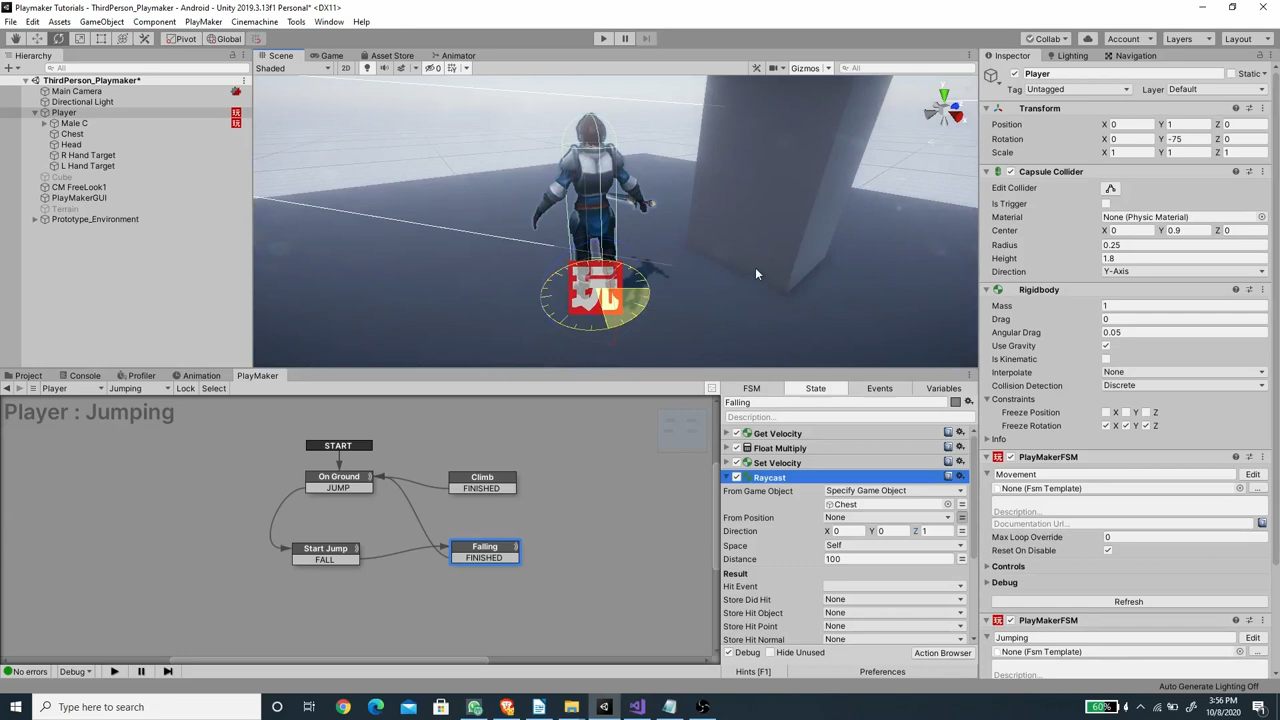 Playmaker Tutorials - ThirdPerson_Playmaker - Android - Unity 2019.3.13f1 Personal* <DX11>
File Edit Assets GameObject Component PlayMaker Cinemachine Tools Window Help
Pivot Global Collab Account Layers Layout
Hierarchy Scene Game Asset Store Animator Inspector Lighting Navigation
All Shaded 2D 0 Gizmos All
ThirdPerson_Playmaker*
Main Camera
Directional Light
Player 玩
Male C 玩
Chest
Head
R Hand Target
L Hand Target
Cube
CM FreeLook1
PlayMakerGUI
Terrain
Prototype_Environment
玩
Player Static
Tag Untagged Layer Default
Transform
Position X 0 Y 1 Z 0
Rotation X 0 Y -75 Z 0
Scale X 1 Y 1 Z 1
Capsule Collider
Edit Collider
Is Trigger
Material None (Physic Material)
Center X 0 Y 0.9 Z 0
Radius 0.25
Height 1.8
Direction Y-Axis
Rigidbody
Mass 1
Drag 0
Angular Drag 0.05
Use Gravity
Is Kinematic
Interpolate None
Collision Detection Discrete
Constraints
Freeze Position X Y Z
Freeze Rotation X Y Z
Info
玩 PlayMakerFSM
Movement Edit
None (Fsm Template) ...
Description...
Documentation Url...
Max Loop Override 0
Reset On Disable
Controls
Debug
Refresh
玩 PlayMakerFSM
Jumping Edit
None (Fsm Template) ...
Description...
Auto Generate Lighting Off
Project Console Profiler Animation PlayMaker
Player Jumping Lock Select
Player : Jumping
START
On Ground
JUMP
Climb
FINISHED
Start Jump
FALL
Falling
FINISHED
No errors Debug
FSM State Events Variables
Falling
Description...
Get Velocity
Float Multiply
Set Velocity
Raycast
From Game Object Specify Game Object
Chest
From Position None
Direction X 0 Y 0 Z 1
Space Self
Distance 100
Result
Hit Event
Store Did Hit None
Store Hit Object None
Store Hit Point None
Store Hit Normal None
Debug Hide Unused Action Browser
Hints [F1] Preferences
Type here to search
60% 3:56 PM
10/8/2020